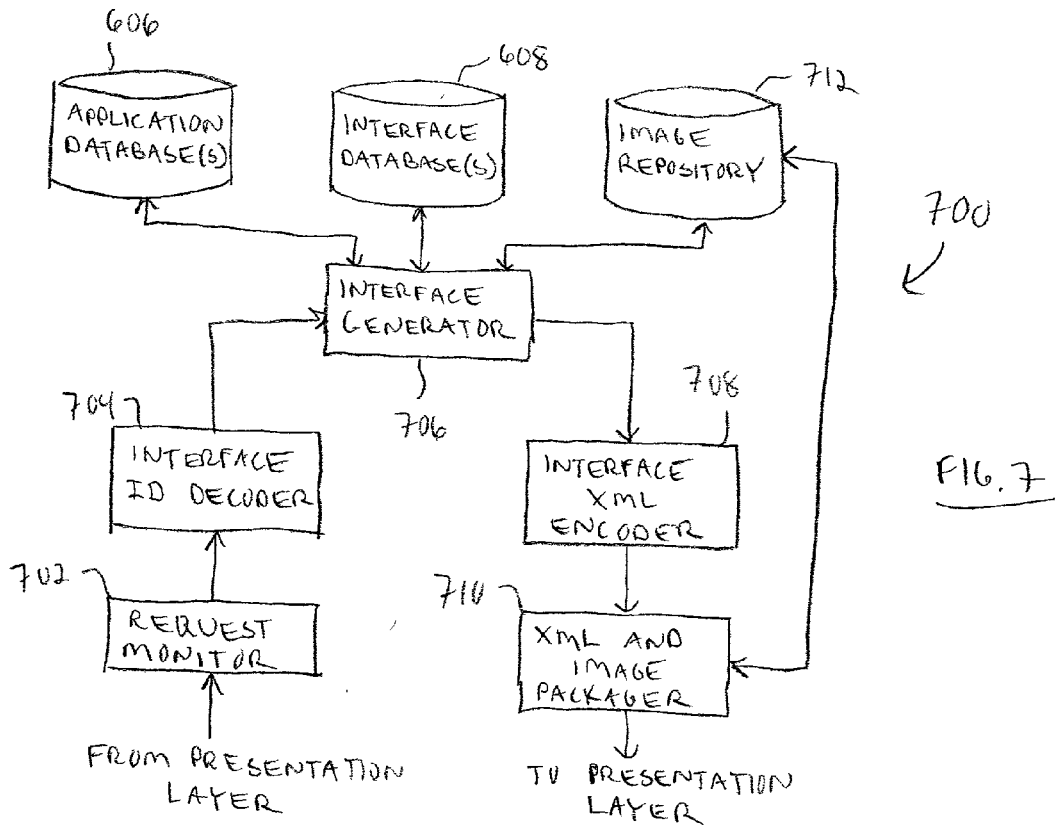 606
608
712
APPLICATION
DATABASE(S)
INTERFACE
DATABASE(S)
IMAGE
REPOSITORY
700
INTERFACE
GENERATOR
706
704
INTERFACE
ID DECODER
708
INTERFACE
XML
ENCODER
FIG. 7
702
REQUEST
MONITOR
710
XML AND
IMAGE
PACKAGER
FROM PRESENTATION
LAYER
TO PRESENTATION
LAYER